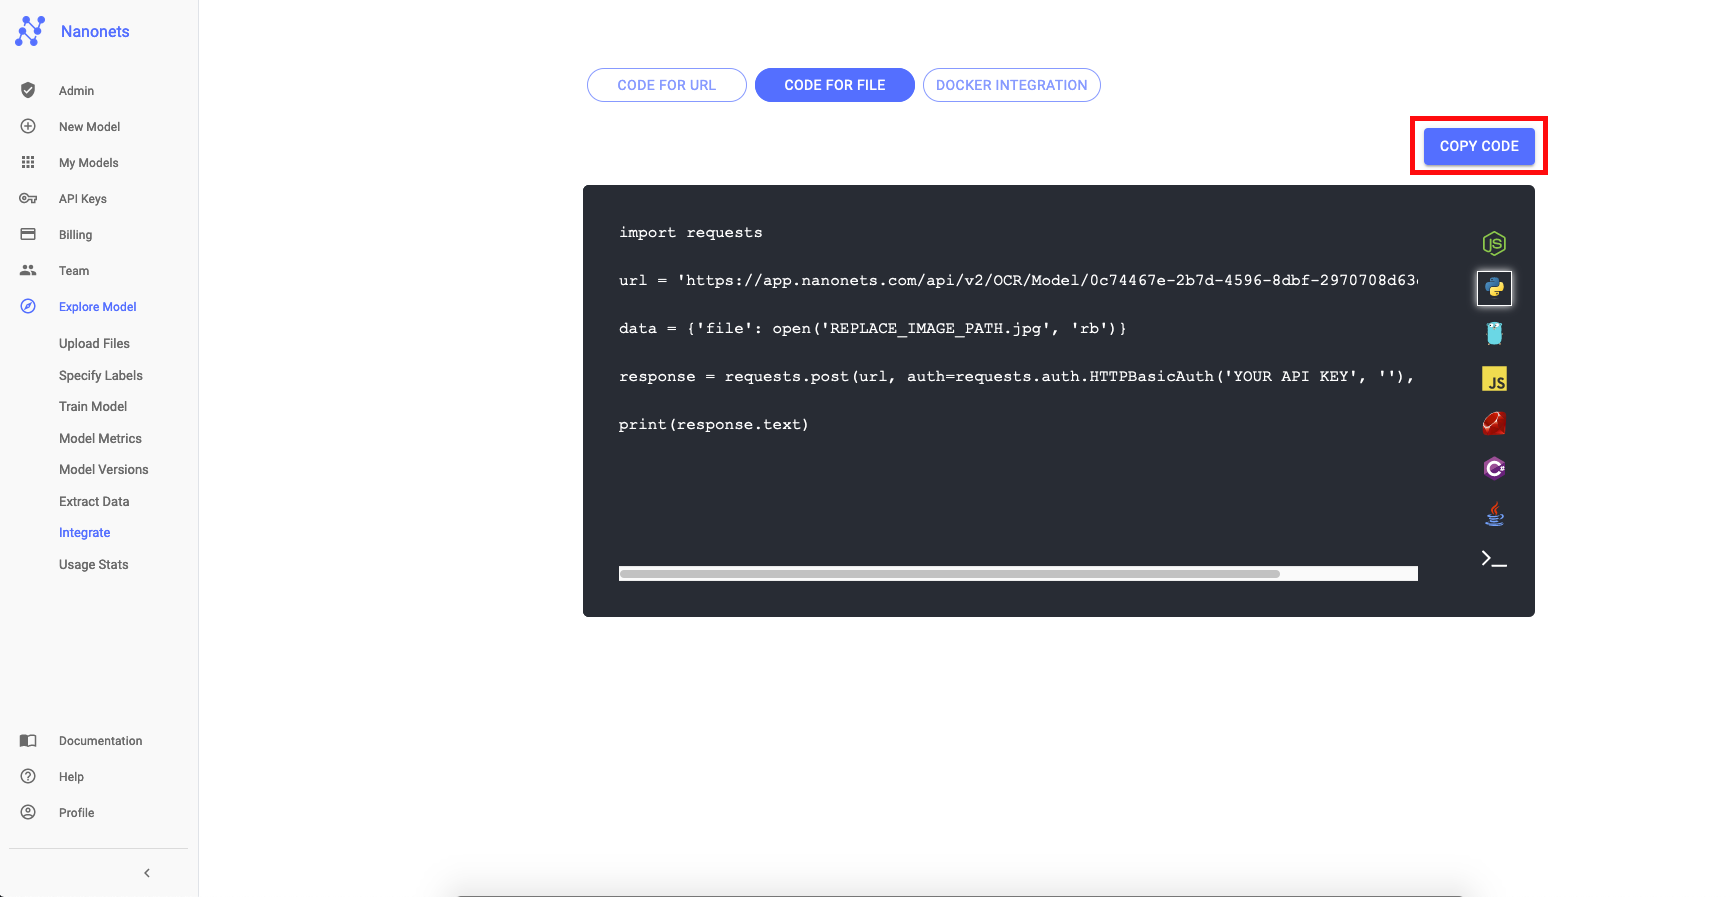 Nanonets
Admin
New Model
My Models
API Keys
Billing
Team
Explore Model
Upload Files
Specify Labels
Train Model
Model Metrics
Model Versions
Extract Data
Integrate
Usage Stats
Documentation
Help
Profile
CODE FOR URL
CODE FOR FILE
DOCKER INTEGRATION
COPY CODE
import requests
url = 'https://app.nanonets.com/api/v2/OCR/Model/0c74467e-2b7d-4596-8dbf-2970708d63
data = {'file': open('REPLACE_IMAGE_PATH.jpg', 'rb')}
response = requests.post(url, auth=requests.auth.HTTPBasicAuth('YOUR API KEY', ''),
print(response.text)
JS
JS
C#
>_